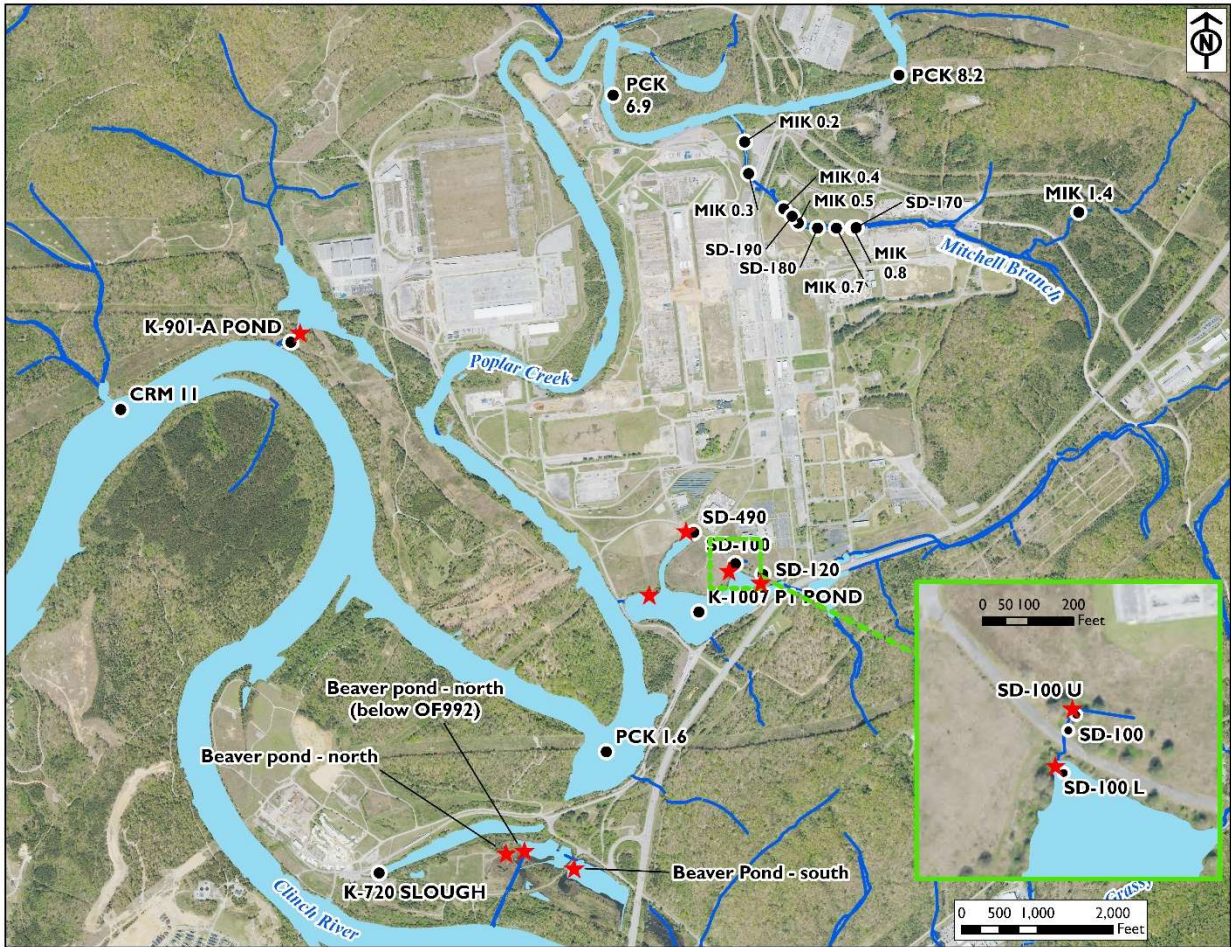 N
PCK 8.2
PCK
6.9
MIK 0.2
MIK 0.4
MIK 1.4
MIK 0.5
SD-170
MIK 0.3
SD-190
SD-180
MIK
0.8
MIK 0.7
Mitchell Branch
K-901-A POND
Poplar Creek
CRM 11
SD-490
SD-100
SD-120
K-1007 P1 POND
0 50 100 200
Feet
SD-100 U
SD-100
SD-100 L
Beaver pond - north
(below OF992)
PCK 1.6
Beaver pond - north
Beaver Pond - south
K-720 SLOUGH
Clinch River
Grassy
0 500 1,000 2,000
Feet